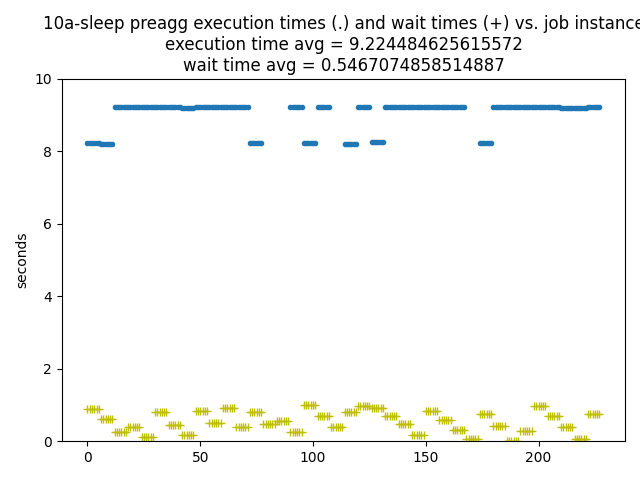 10a-sleep preagg execution times (.) and wait times (+) vs. job instance
execution time avg = 9.224484625615572
wait time avg = 0.5467074858514887
10
8
6
4
2
0
seconds
0 50 100 150 200